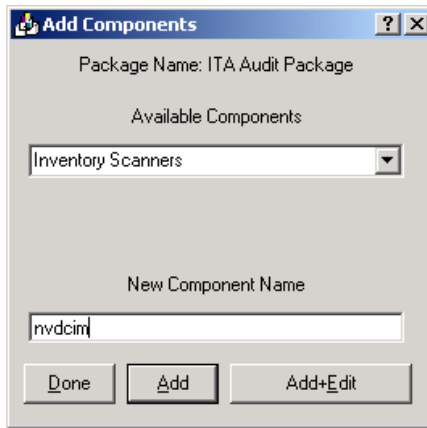 Add Components
Package Name: ITA Audit Package
Available Components
Inventory Scanners
New Component Name
nvdcim
Done Add Add+Edit